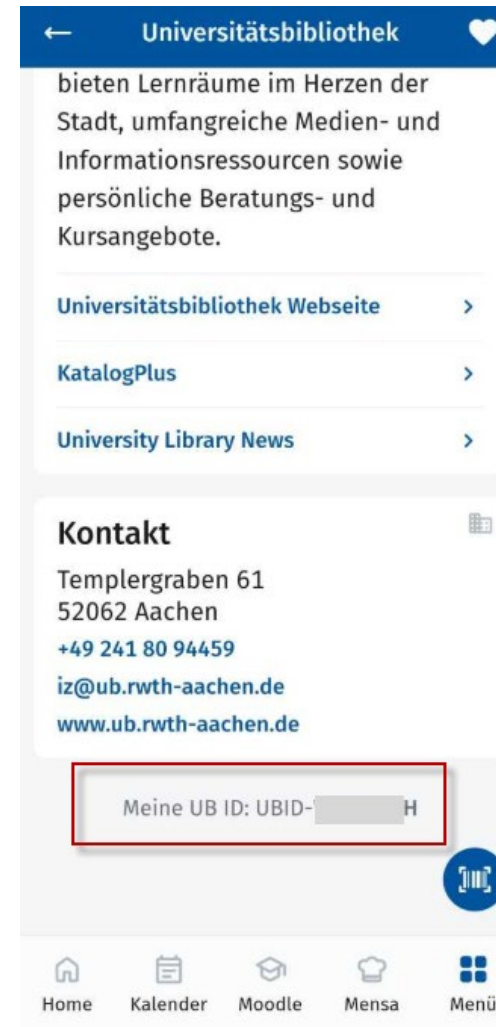 Universitätsbibliothek
bieten Lernräume im Herzen der
Stadt, umfangreiche Medien- und
Informationsressourcen sowie
persönliche Beratungs- und
Kursangebote.
Universitätsbibliothek Webseite
KatalogPlus
University Library News
Kontakt
Templergraben 61
52062 Aachen
+49 241 80 94459
iz@ub.rwth-aachen.de
www.ub.rwth-aachen.de
Meine UB ID: UBID- H
Home Kalender Moodle Mensa Menü